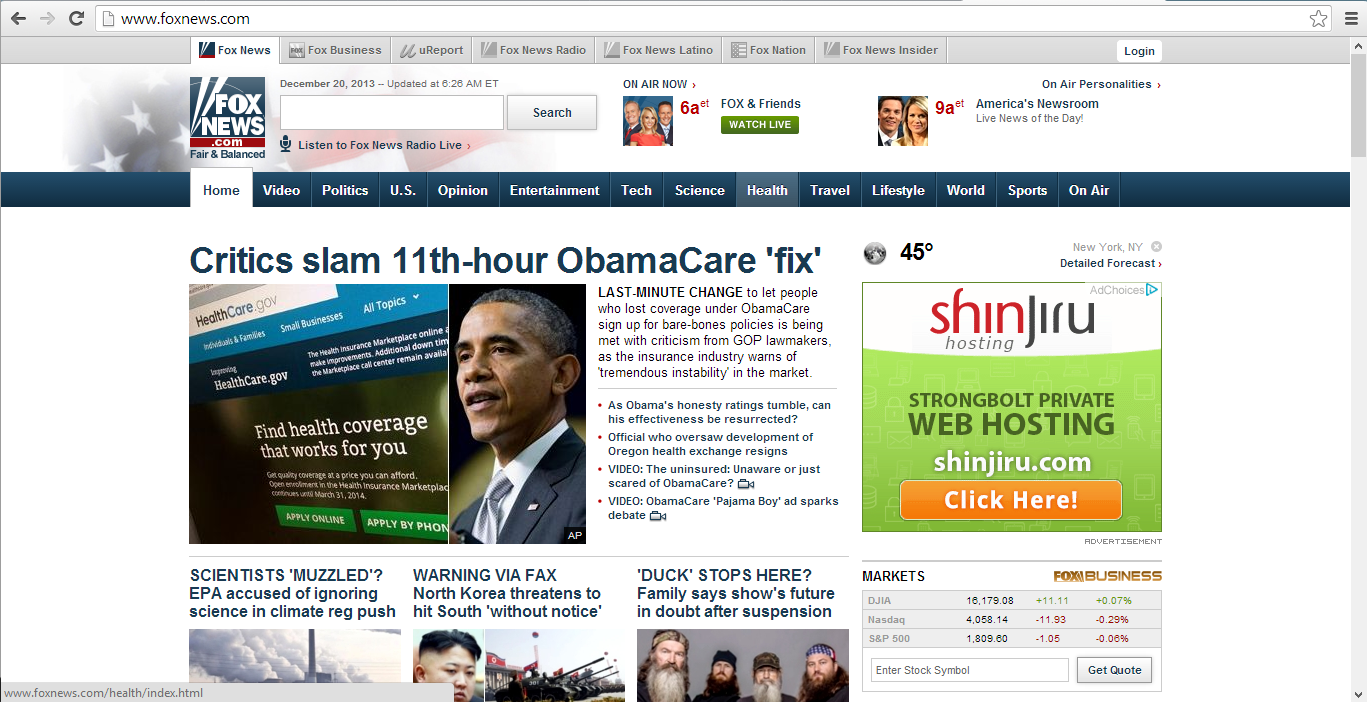 www.foxnews.com
Fox News
Fox Business
uReport
Fox News Radio
Fox News Latino
Fox Nation
Fox News Insider
Login
FOX
NEWS
.com
Fair & Balanced
December 20, 2013 -- Updated at 6:26 AM ET
Search
Listen to Fox News Radio Live ›
ON AIR NOW ›
6a et
FOX & Friends
WATCH LIVE
On Air Personalities ›
9a et
America's Newsroom
Live News of the Day!
Home
Video
Politics
U.S.
Opinion
Entertainment
Tech
Science
Health
Travel
Lifestyle
World
Sports
On Air
Critics slam 11th-hour ObamaCare 'fix'
HealthCare.gov
Individuals & Families
Small Businesses
All Topics
The Health Insurance Marketplace online a
make improvements. Additional down tim
the Marketplace call center remain availa
Improving
HealthCare.gov
Find health coverage
that works for you
Get quality coverage at a price you can afford.
Open enrollment in the Health Insurance Marketplac
continues until March 31, 2014.
APPLY ONLINE
APPLY BY PHON
AP
LAST-MINUTE CHANGE to let people
who lost coverage under ObamaCare
sign up for bare-bones policies is being
met with criticism from GOP lawmakers,
as the insurance industry warns of
'tremendous instability' in the market.
• As Obama's honesty ratings tumble, can
his effectiveness be resurrected?
• Official who oversaw development of
Oregon health exchange resigns
• VIDEO: The uninsured: Unaware or just
scared of ObamaCare?
• VIDEO: ObamaCare 'Pajama Boy' ad sparks
debate
45°
New York, NY
Detailed Forecast ›
AdChoices
shinjiru
hosting
STRONGBOLT PRIVATE
WEB HOSTING
shinjiru.com
Click Here!
ADVERTISEMENT
SCIENTISTS 'MUZZLED'?
EPA accused of ignoring
science in climate reg push
WARNING VIA FAX
North Korea threatens to
hit South 'without notice'
'DUCK' STOPS HERE?
Family says show's future
in doubt after suspension
MARKETS
FOX BUSINESS
DJIA 16,179.08 +11.11 +0.07%
Nasdaq 4,058.14 -11.93 -0.29%
S&P 500 1,809.60 -1.05 -0.06%
Enter Stock Symbol
Get Quote
www.foxnews.com/health/index.html